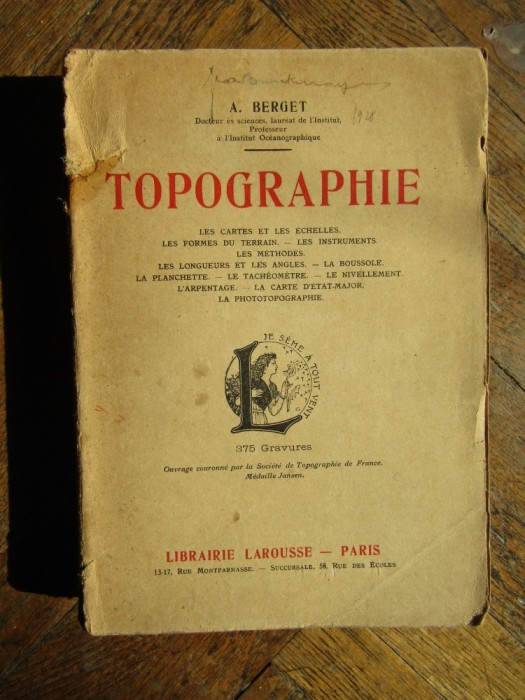 A. BERGET
Docteur ès sciences, lauréat de l'Institut,
Professeur
à l'Institut Océanographique
1928
TOPOGRAPHIE
LES CARTES ET LES ÉCHELLES.
LES FORMES DU TERRAIN. — LES INSTRUMENTS.
LES MÉTHODES.
LES LONGUEURS ET LES ANGLES. — LA BOUSSOLE.
LA PLANCHETTE. — LE TACHÉOMÈTRE. — LE NIVELLEMENT.
L'ARPENTAGE. — LA CARTE D'ÉTAT-MAJOR.
LA PHOTOTOPOGRAPHIE.
JE SÈME À TOUT VENT
L
375 Gravures
Ouvrage couronné par la Société de Topographie de France.
Médaille Jansen.
LIBRAIRIE LAROUSSE — PARIS
13-17, RUE MONTPARNASSE. — SUCCURSALE, 58, RUE DES ECOLES